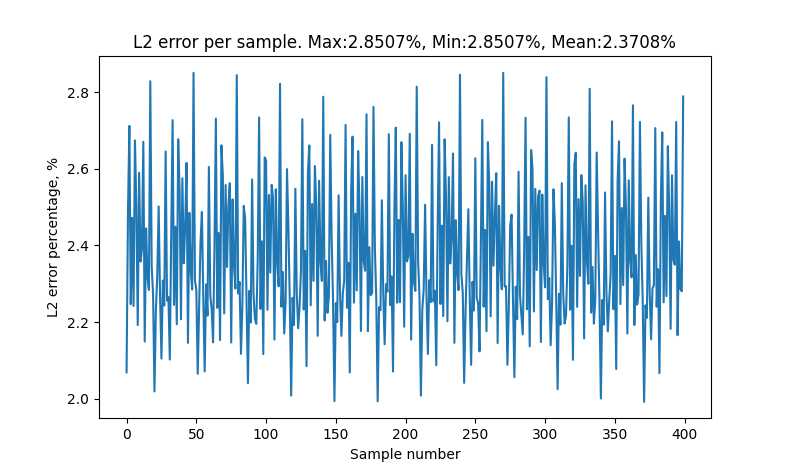 L2 error per sample. Max:2.8507%, Min:2.8507%, Mean:2.3708%
L2 error percentage, %
2.8
2.6
2.4
2.2
2.0
0 50 100 150 200 250 300 350 400
Sample number